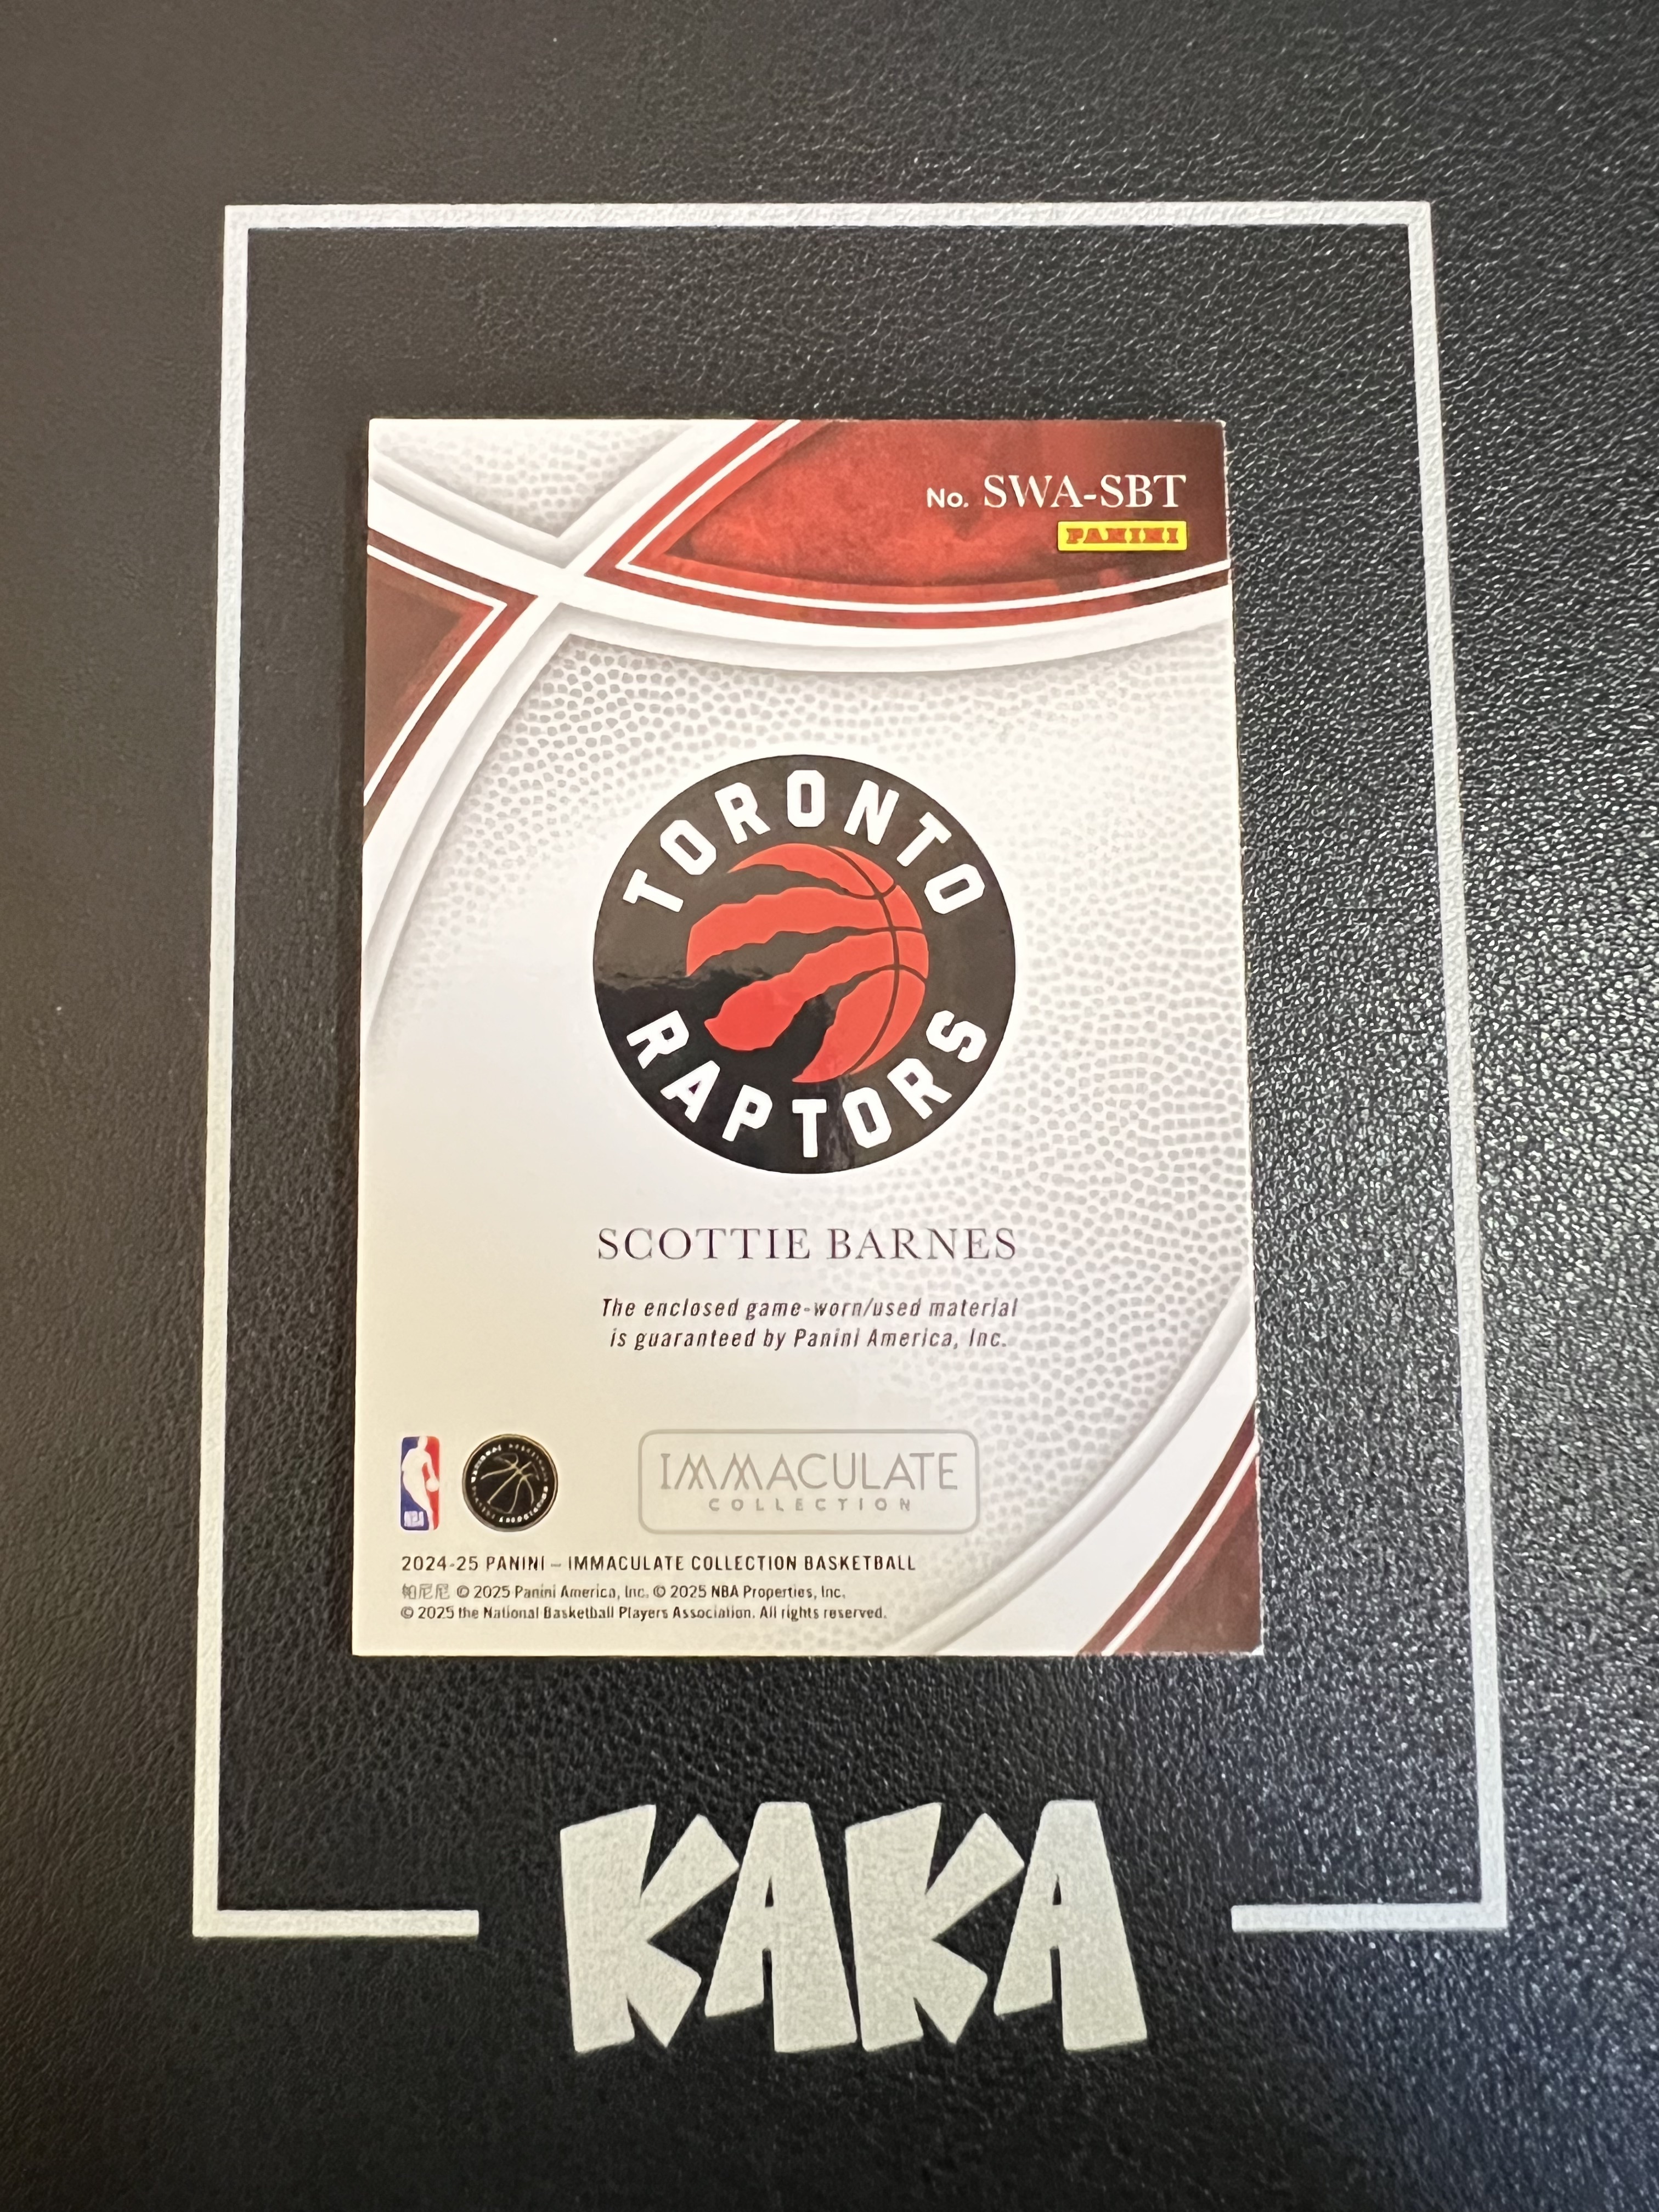 No. SWA-SBT
PANINI
TORONTO
RAPTORS
SCOTTIE BARNES
The enclosed game-worn/used material
is guaranteed by Panini America, Inc.
NBA
IMMACULATE
COLLECTION
2024-25 PANINI – IMMACULATE COLLECTION BASKETBALL
帕尼尼 © 2025 Panini America, Inc. © 2025 NBA Properties, Inc.
© 2025 the National Basketball Players Association. All rights reserved.
KAKA